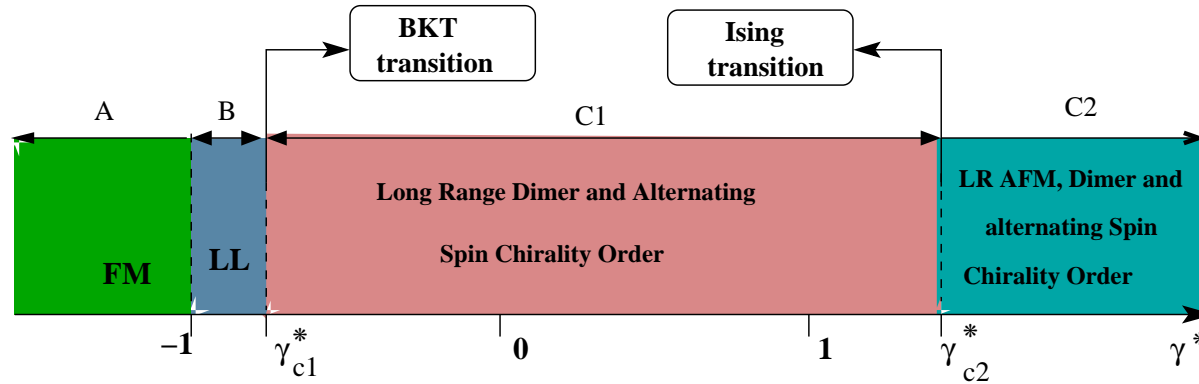 BKT
transition
Ising
transition
A
B
C1
C2
Long Range Dimer and Alternating
Spin Chirality Order
LR AFM, Dimer and
alternating Spin
Chirality Order
FM
LL
−1
γ*c1
0
1
γ*c2
γ*